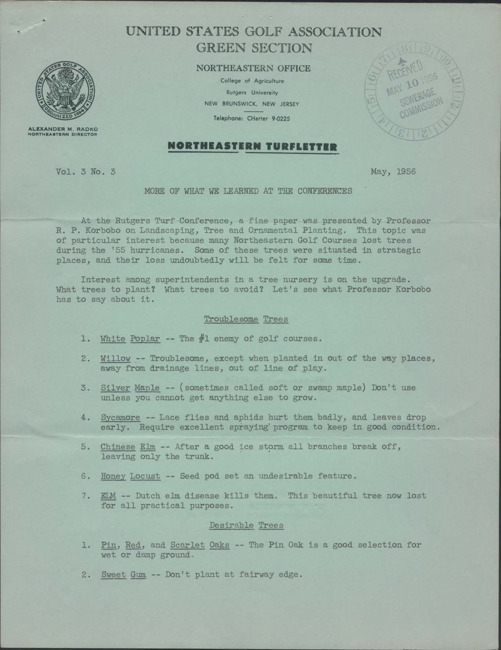 UNITED STATES GOLF ASSOCIATION
GREEN SECTION
NORTHEASTERN OFFICE
College of Agriculture
Rutgers University
NEW BRUNSWICK, NEW JERSEY
Telephone: CHarter 9-0225
UNITED STATES GOLF ASSOCIATION
ALEXANDER M. RADKO
NORTHEASTERN DIRECTOR
RECEIVED
MAY 10 1956
SEWERAGE
COMMISSION
NORTHEASTERN TURFLETTER
Vol. 3 No. 3 May, 1956
MORE OF WHAT WE LEARNED AT THE CONFERENCES
At the Rutgers Turf Conference, a fine paper was presented by Professor
R. P. Korbobo on Landscaping, Tree and Ornamental Planting. This topic was
of particular interest because many Northeastern Golf Courses lost trees
during the '55 hurricanes. Some of these trees were situated in strategic
places, and their loss undoubtedly will be felt for some time.
Interest among superintendents in a tree nursery is on the upgrade.
What trees to plant? What trees to avoid? Let's see what Professor Korbobo
has to say about it.
Troublesome Trees
1. White Poplar -- The #1 enemy of golf courses.
2. Willow -- Troublesome, except when planted in out of the way places,
away from drainage lines, out of line of play.
3. Silver Maple -- (sometimes called soft or swamp maple) Don't use
unless you cannot get anything else to grow.
4. Sycamore -- Lace flies and aphids hurt them badly, and leaves drop
early. Require excellent spraying program to keep in good condition.
5. Chinese Elm -- After a good ice storm all branches break off,
leaving only the trunk.
6. Honey Locust -- Seed pod set an undesirable feature.
7. ELM -- Dutch elm disease kills them. This beautiful tree now lost
for all practical purposes.
Desirable Trees
1. Pin, Red, and Scarlet Oaks -- The Pin Oak is a good selection for
wet or damp ground.
2. Sweet Gum -- Don't plant at fairway edge.